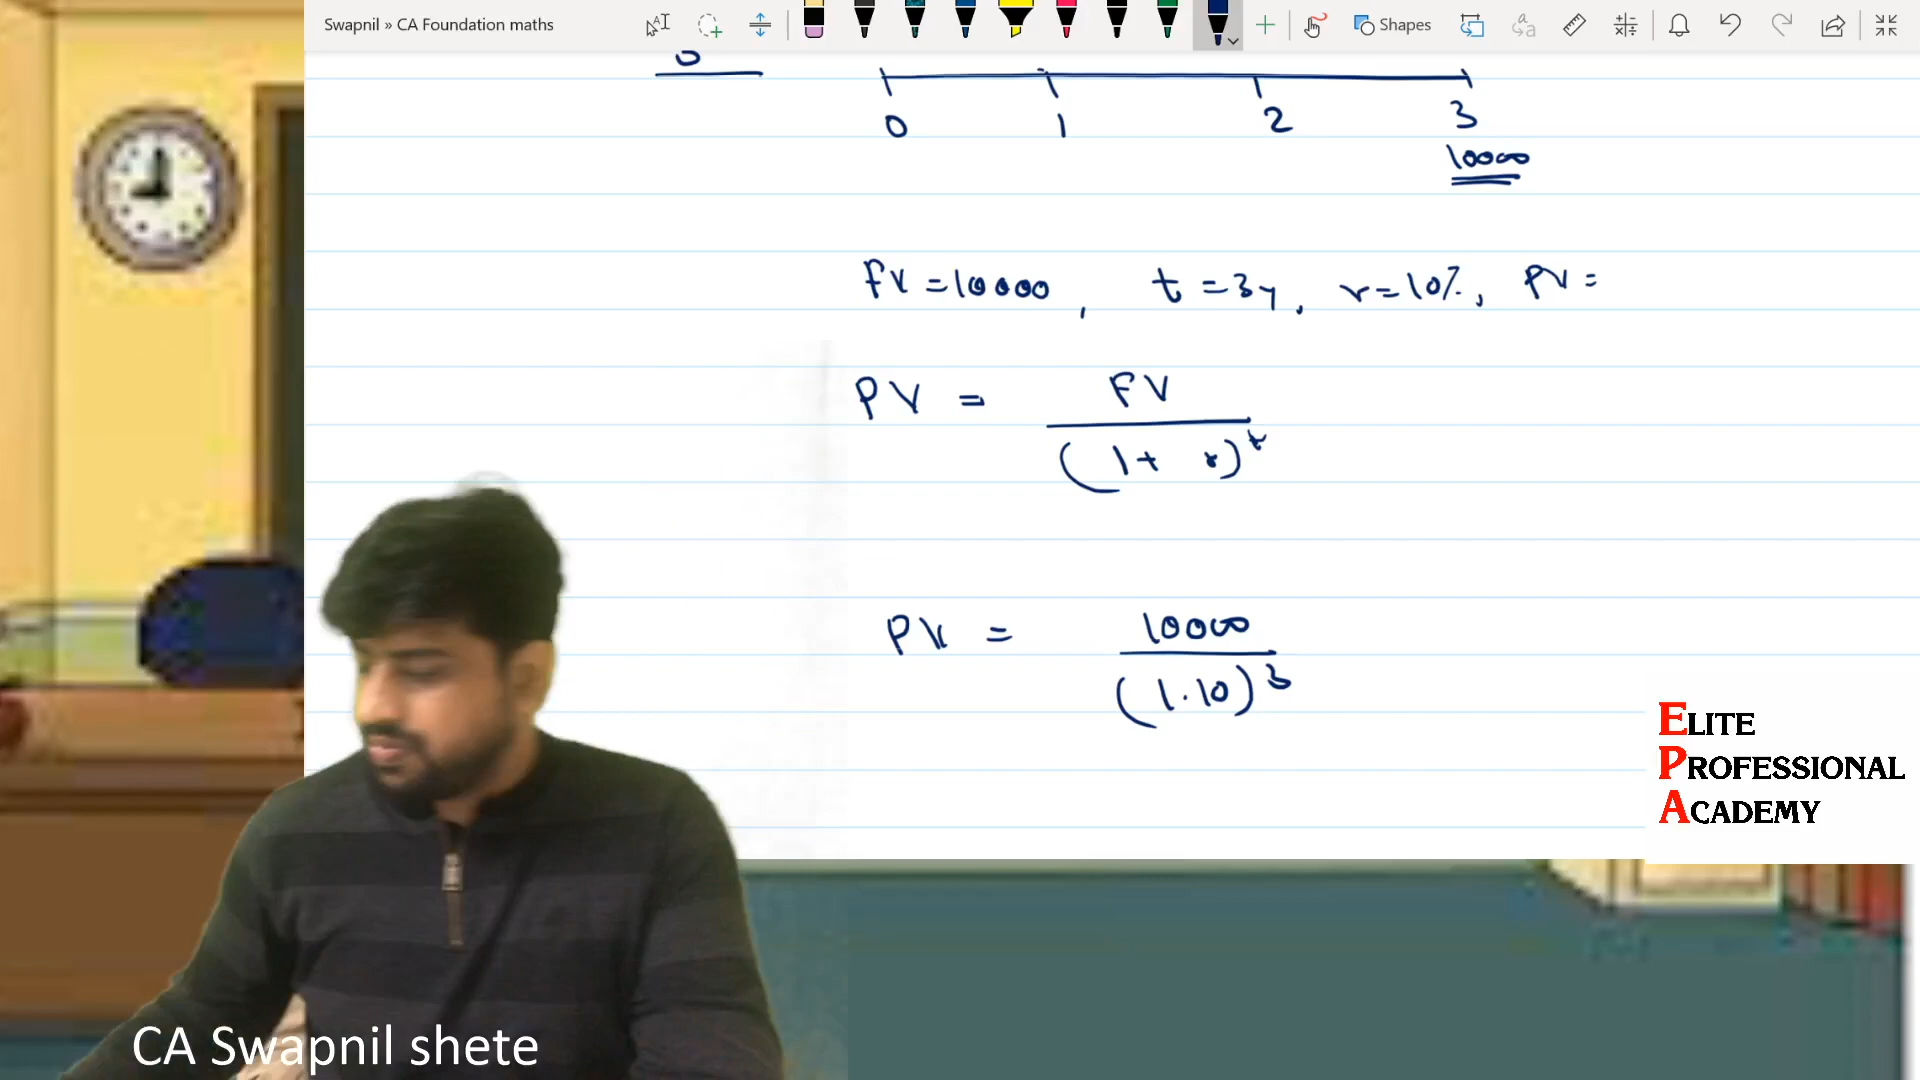 Swapnil » CA Foundation maths
Shapes
0 1 2 3
10000
FV = 10000, t = 3y, r = 10%, PV =
PV = FV
(1+ r)^t
PV = 10000
(1.10)^3
ELITE
PROFESSIONAL
ACADEMY
CA Swapnil shete